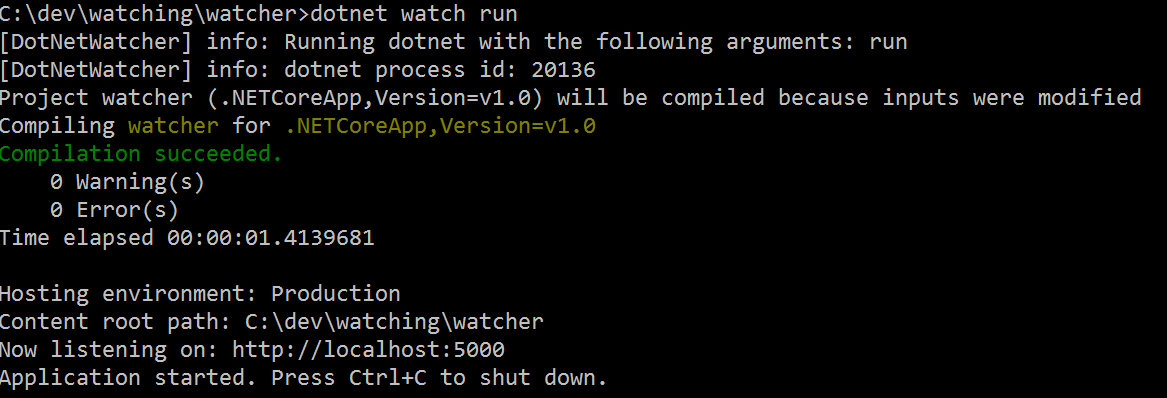 C:\dev\watching\watcher>dotnet watch run
[DotNetWatcher] info: Running dotnet with the following arguments: run
[DotNetWatcher] info: dotnet process id: 20136
Project watcher (.NETCoreApp,Version=v1.0) will be compiled because inputs were modified
Compiling watcher for .NETCoreApp,Version=v1.0
Compilation succeeded.
    0 Warning(s)
    0 Error(s)
Time elapsed 00:00:01.4139681

Hosting environment: Production
Content root path: C:\dev\watching\watcher
Now listening on: http://localhost:5000
Application started. Press Ctrl+C to shut down.